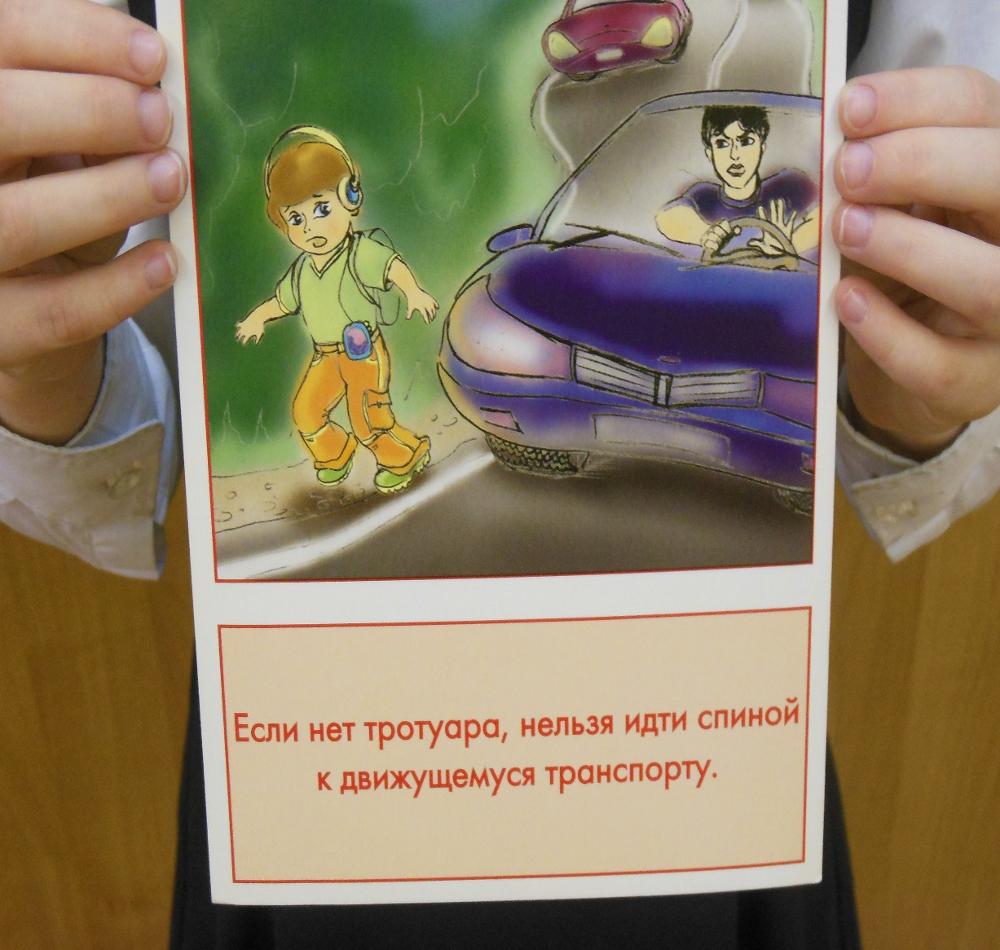 Если нет тротуара, нельзя идти спиной
к движущемуся транспорту.